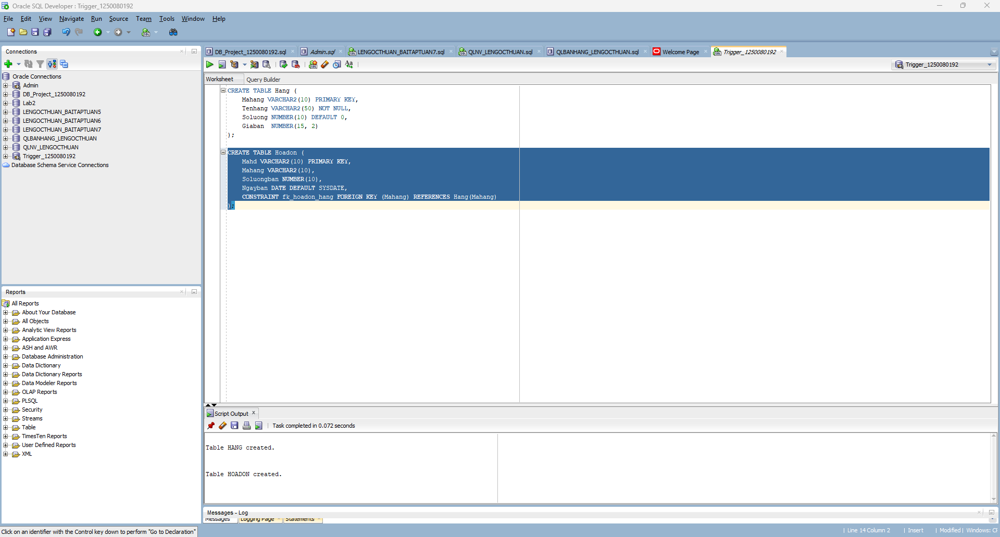 Oracle SQL Developer : Trigger_1250080192
File Edit View Navigate Run Source Team Tools Window Help
Connections
Oracle Connections
Admin
DB_Project_1250080192
Lab2
LENGOCTHUAN_BAITAPTUAN5
LENGOCTHUAN_BAITAPTUAN6
LENGOCTHUAN_BAITAPTUAN7
QLBANHANG_LENGOCTHUAN
QLNV_LENGOCTHUAN
Trigger_1250080192
Database Schema Service Connections
Reports
All Reports
About Your Database
All Objects
Analytic View Reports
Application Express
ASH and AWR
Database Administration
Data Dictionary
Data Dictionary Reports
Data Modeler Reports
OLAP Reports
PLSQL
Security
Streams
Table
TimesTen Reports
User Defined Reports
XML
DB_Project_1250080192.sql Admin.sql LENGOCTHUAN_BAITAPTUAN7.sql QLNV_LENGOCTHUAN.sql QLBANHANG_LENGOCTHUAN.sql Welcome Page Trigger_1250080192
Trigger_1250080192
Worksheet Query Builder
CREATE TABLE Hang (
Mahang VARCHAR2(10) PRIMARY KEY,
Tenhang VARCHAR2(50) NOT NULL,
Soluong NUMBER(10) DEFAULT 0,
Giaban NUMBER(15, 2)
);
CREATE TABLE Hoadon (
Mahd VARCHAR2(10) PRIMARY KEY,
Mahang VARCHAR2(10),
Soluongban NUMBER(10),
Ngayban DATE DEFAULT SYSDATE,
CONSTRAINT fk_hoadon_hang FOREIGN KEY (Mahang) REFERENCES Hang(Mahang)
);
Script Output
Task completed in 0.072 seconds
Table HANG created.
Table HOADON created.
Messages - Log
Messages Logging Page Statements
Click on an identifier with the Control key down to perform "Go to Declaration"
Line 14 Column 2 Insert Modified Windows: CF